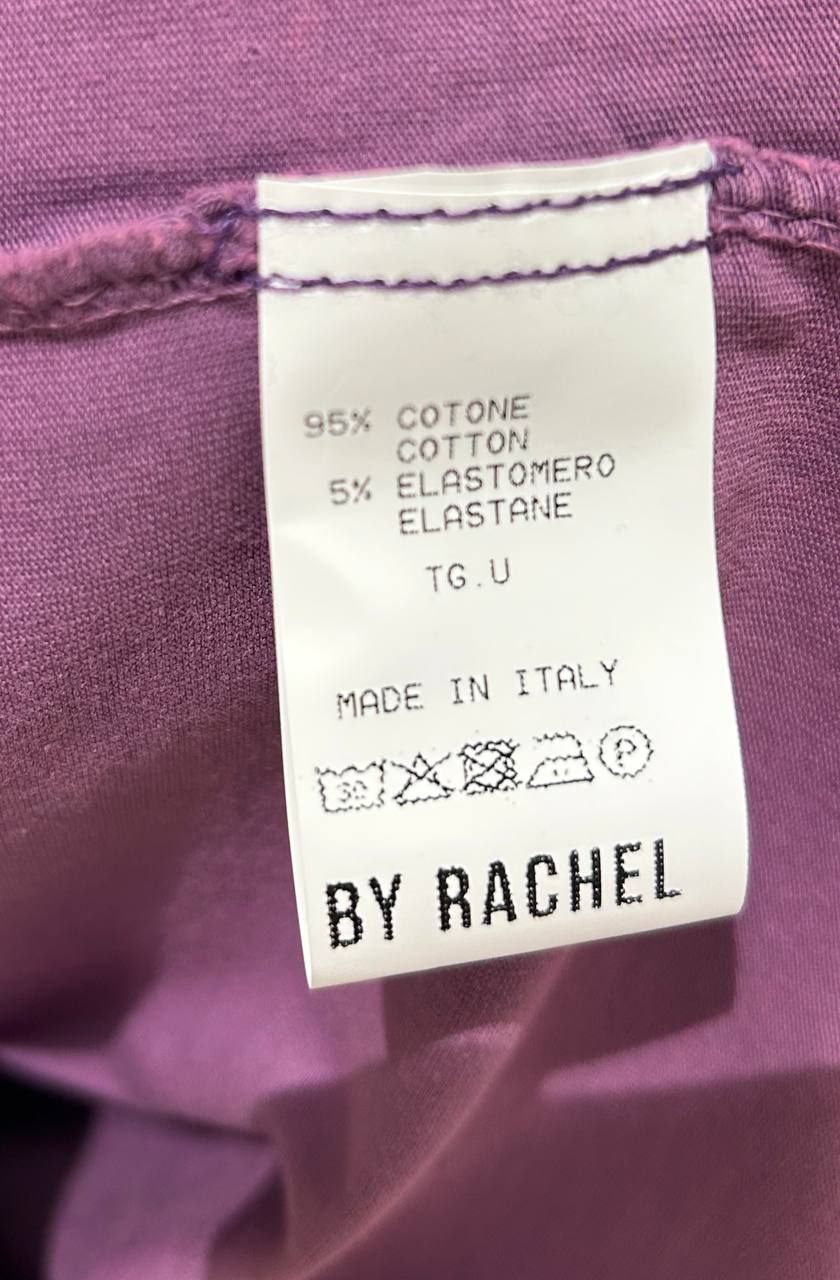 95% COTONE
COTTON
5% ELASTOMERO
ELASTANE
TG.U
MADE IN ITALY
30 P
BY RACHEL